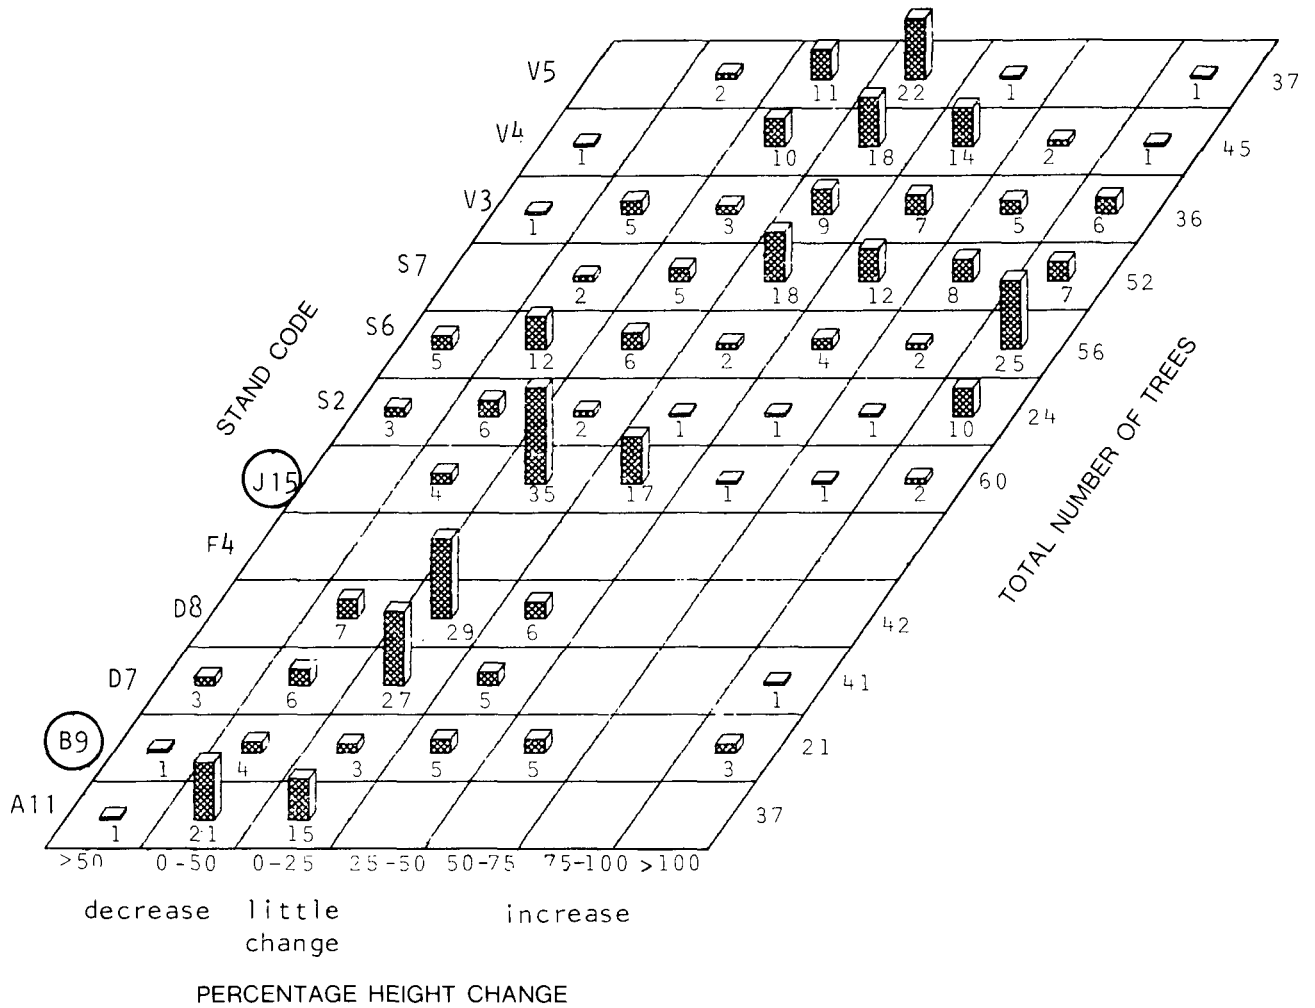 V5 2 11 22 1 1 37
V4 1 10 18 14 2 1 45
V3 1 5 3 9 7 5 6 36
S7 2 5 18 12 8 7 52
S6 5 12 6 2 4 2 25 56
S2 3 6 2 1 1 1 10 24
J15 4 35 17 1 1 2 60
F4
D8 7 29 6 42
D7 3 6 27 5 1 41
B9 1 4 3 5 5 3 21
A11 1 21 15 37
STAND CODE
TOTAL NUMBER OF TREES
>50 0-50 0-25 25-50 50-75 75-100 >100
decrease little increase
change
PERCENTAGE HEIGHT CHANGE